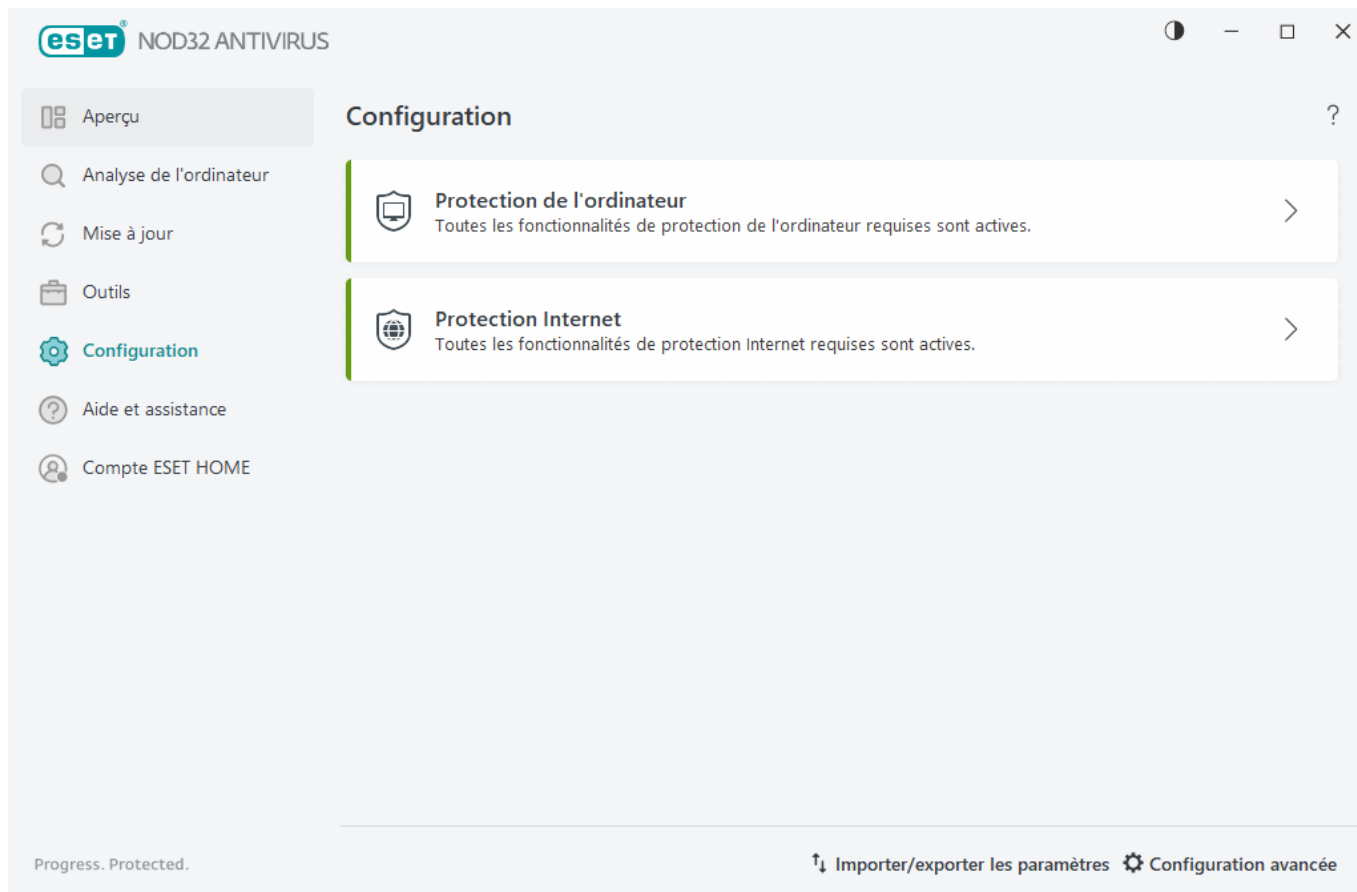 eset® NOD32 ANTIVIRUS
Aperçu
Analyse de l'ordinateur
Mise à jour
Outils
Configuration
Aide et assistance
Compte ESET HOME
Configuration
?
Protection de l'ordinateur
Toutes les fonctionnalités de protection de l'ordinateur requises sont actives.
Protection Internet
Toutes les fonctionnalités de protection Internet requises sont actives.
Progress. Protected.
Importer/exporter les paramètres Configuration avancée